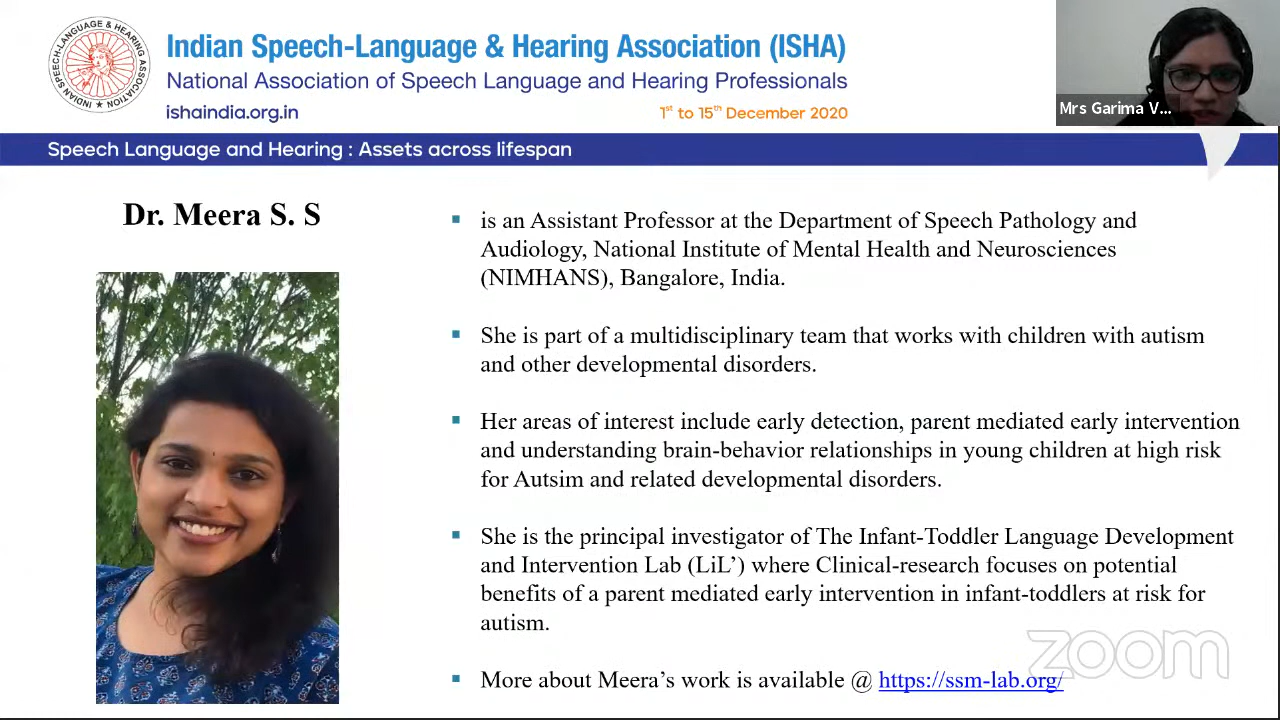 INDIAN SPEECH-LANGUAGE & HEARING ASSOCIATION
Indian Speech-Language & Hearing Association (ISHA)
National Association of Speech Language and Hearing Professionals
ishaindia.org.in
1st to 15th December 2020
Mrs Garima V...
Speech Language and Hearing : Assets across lifespan
Dr. Meera S. S
▪ is an Assistant Professor at the Department of Speech Pathology and
Audiology, National Institute of Mental Health and Neurosciences
(NIMHANS), Bangalore, India.
▪ She is part of a multidisciplinary team that works with children with autism
and other developmental disorders.
▪ Her areas of interest include early detection, parent mediated early intervention
and understanding brain-behavior relationships in young children at high risk
for Autsim and related developmental disorders.
▪ She is the principal investigator of The Infant-Toddler Language Development
and Intervention Lab (LiL’) where Clinical-research focuses on potential
benefits of a parent mediated early intervention in infant-toddlers at risk for
autism.
▪ More about Meera’s work is available @ https://ssm-lab.org/
zoom